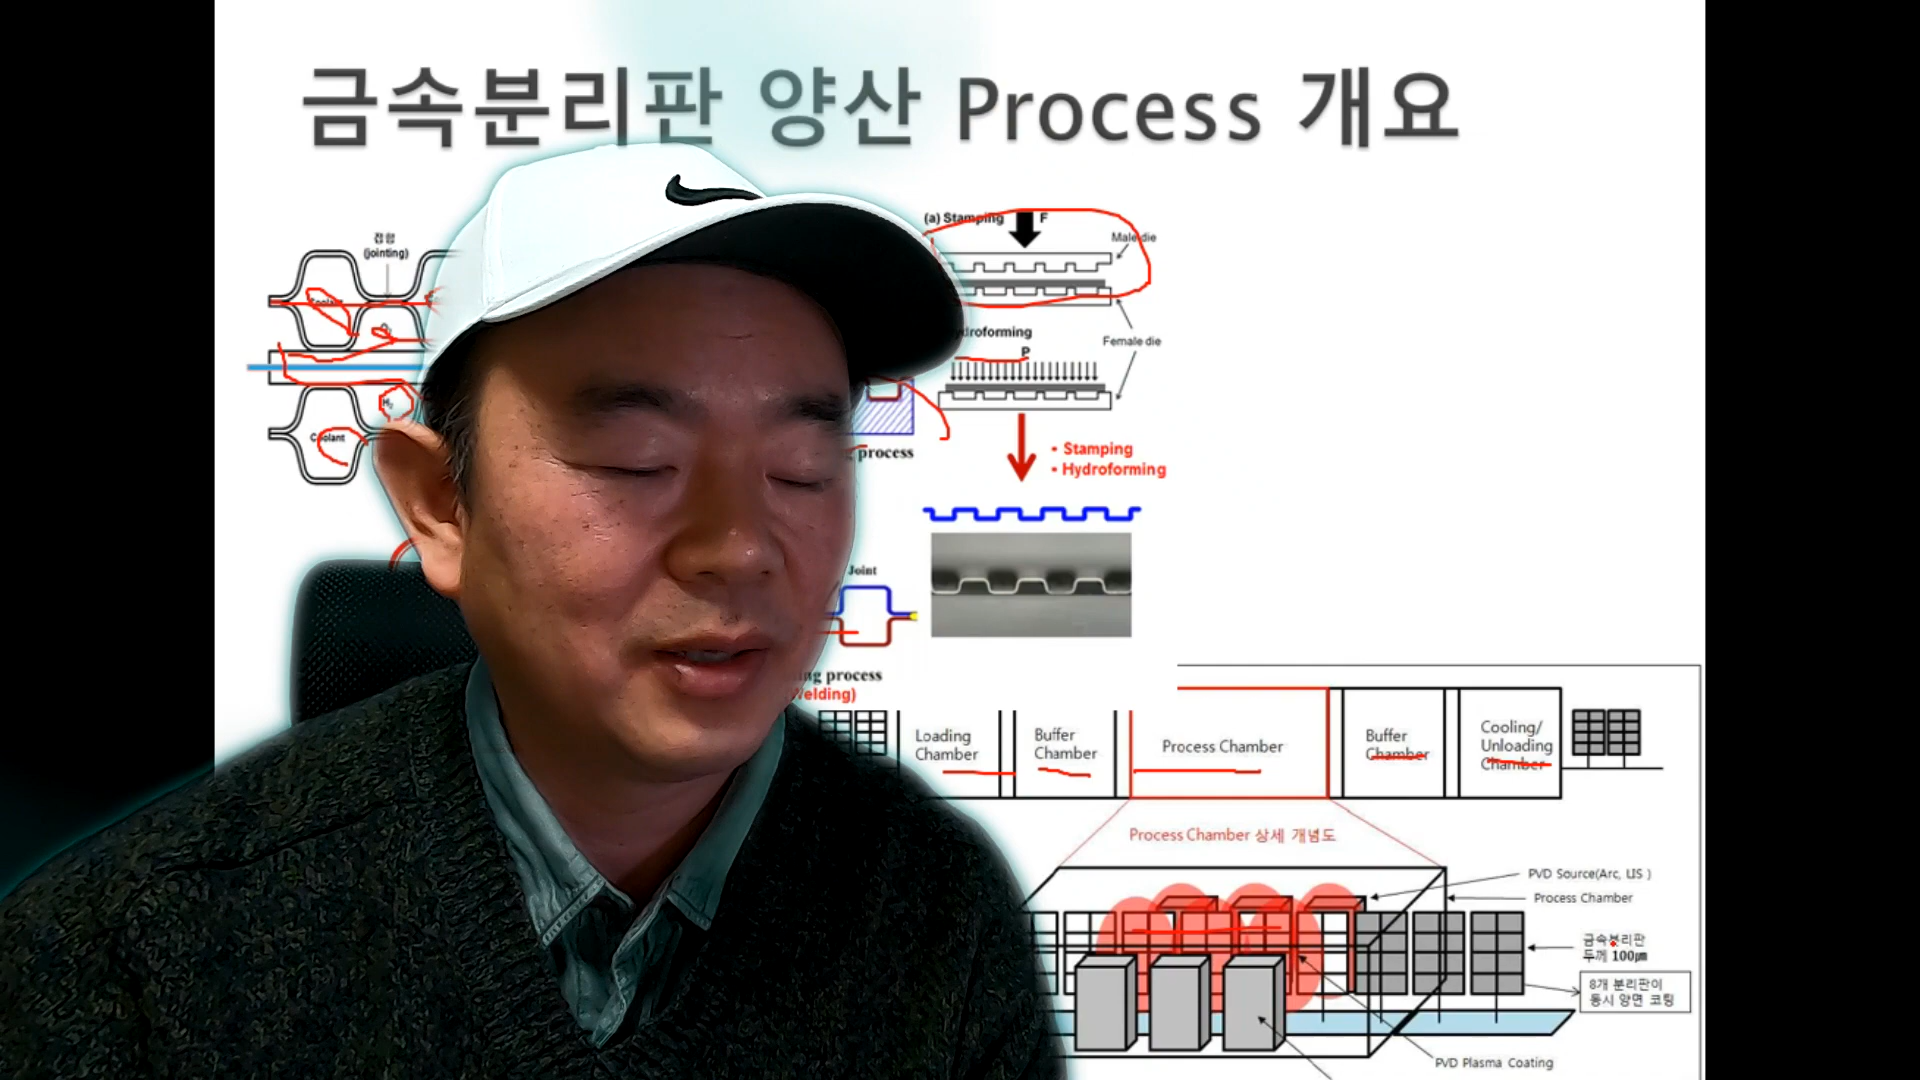 금속분리판 양산 Process 개요
접합
(jointing)
(a) Stamping
F
Male die
Coolant
O₂
droforming
P
Female die
H₂
Coolant
process
• Stamping
• Hydroforming
Joint
ing process
Welding)
Loading
Chamber
Buffer
Chamber
Process Chamber
Buffer
Chamber
Cooling/
Unloading
Chamber
Process Chamber 상세 개념도
PVD Source(Arc, LIS )
Process Chamber
금속분리판
두께 100㎛
8개 분리판이
동시 양면 코팅
PVD Plasma Coating